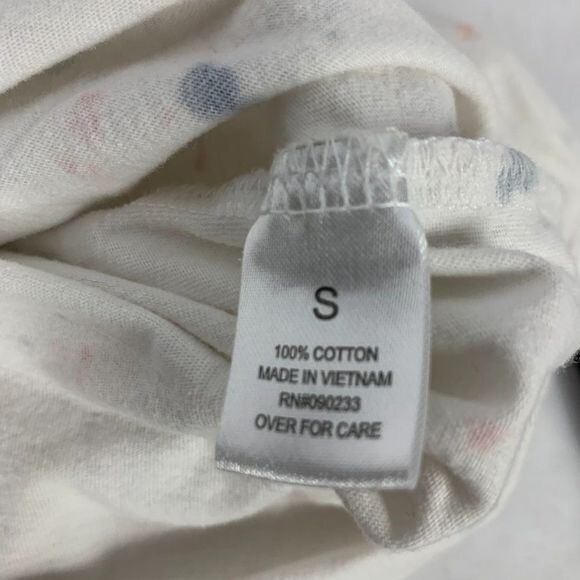 S
100% COTTON
MADE IN VIETNAM
RN#090233
OVER FOR CARE